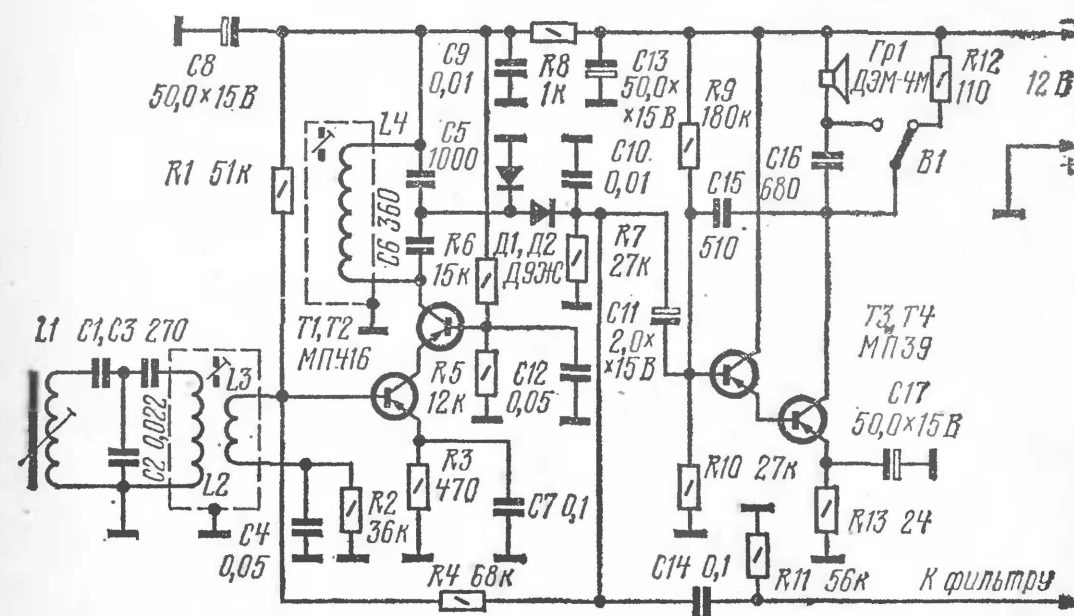 C8
50,0×15 В
C9
0,01
R8
1к
C13
50,0×
×15 В
R9
180к
Гр1
ДЭМ-4М
R12
110
12 В
L4
C5
1000
C10
0,01
C16
680
В1
R1 51к
C6 360
R6
15к
Д1, Д2
Д9Ж
R7
27к
C15
510
L1 C1, C3 270
L3
T1, T2
МП416
C11
2,0×
×15 В
T3, T4
МП39
C2 0,022
R5
12к
C12
0,05
C17
50,0×15 В
L2
C4
0,05
R2
36к
R3
470
C7 0,1
R10 27к
R13 24
R4 68к
C14 0,1
R11 56к
К фильтру